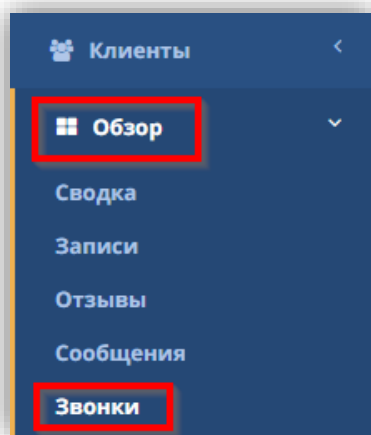 Клиенты
Обзор
Сводка
Записи
Отзывы
Сообщения
Звонки